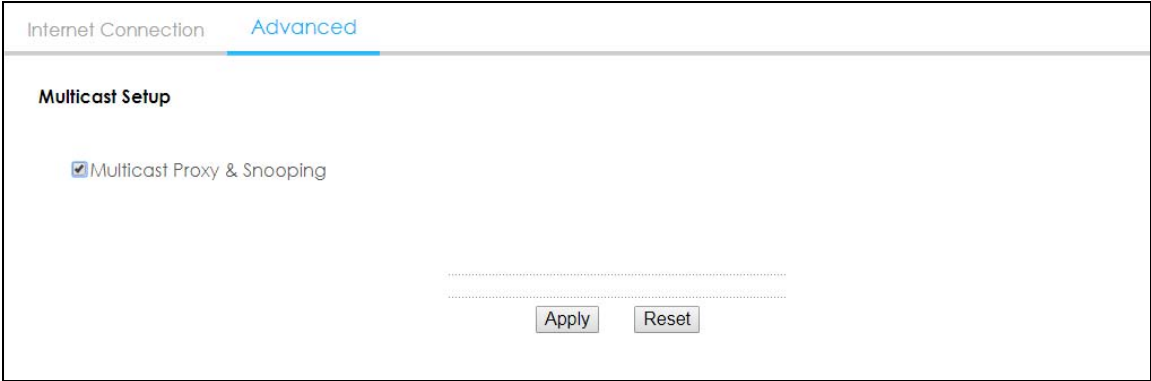 Internet Connection Advanced
Multicast Setup
Multicast Proxy & Snooping
Apply Reset